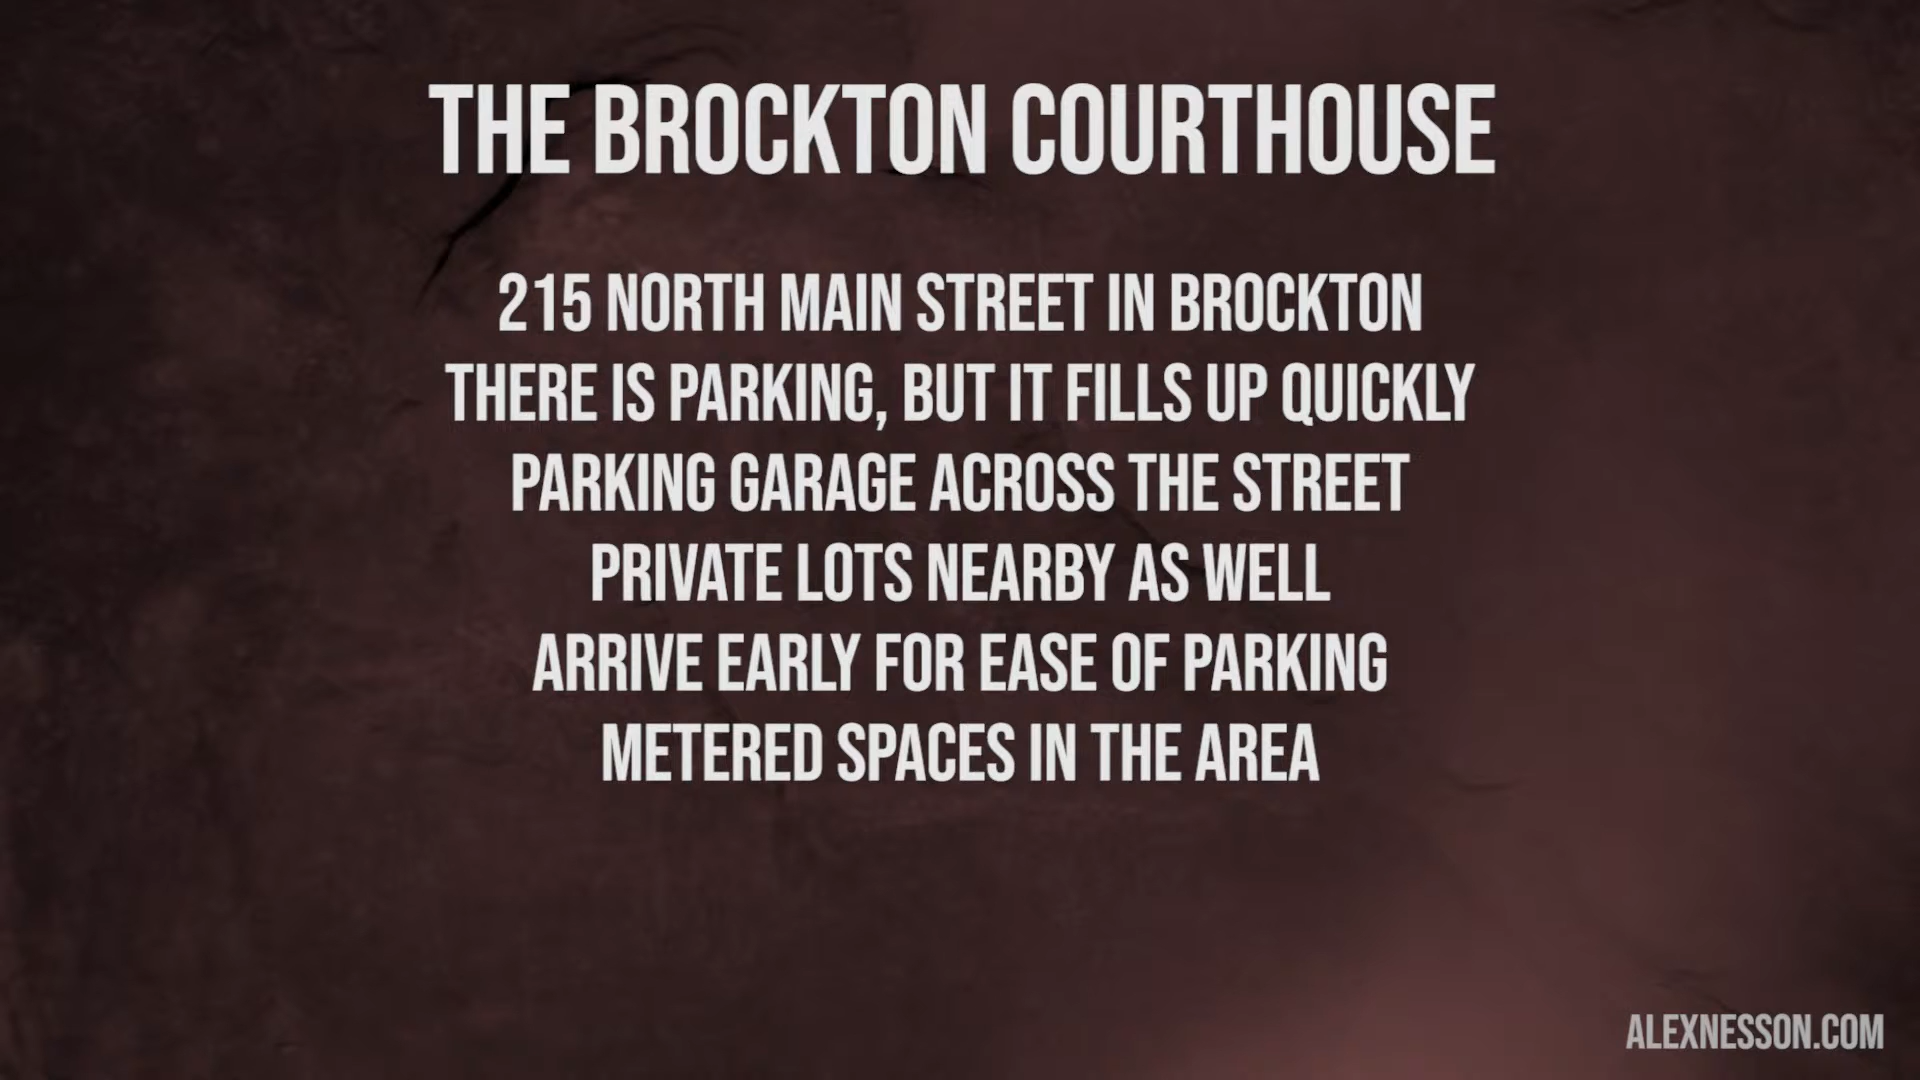 THE BROCKTON COURTHOUSE
215 NORTH MAIN STREET IN BROCKTON
THERE IS PARKING, BUT IT FILLS UP QUICKLY
PARKING GARAGE ACROSS THE STREET
PRIVATE LOTS NEARBY AS WELL
ARRIVE EARLY FOR EASE OF PARKING
METERED SPACES IN THE AREA
ALEXNESSON.COM